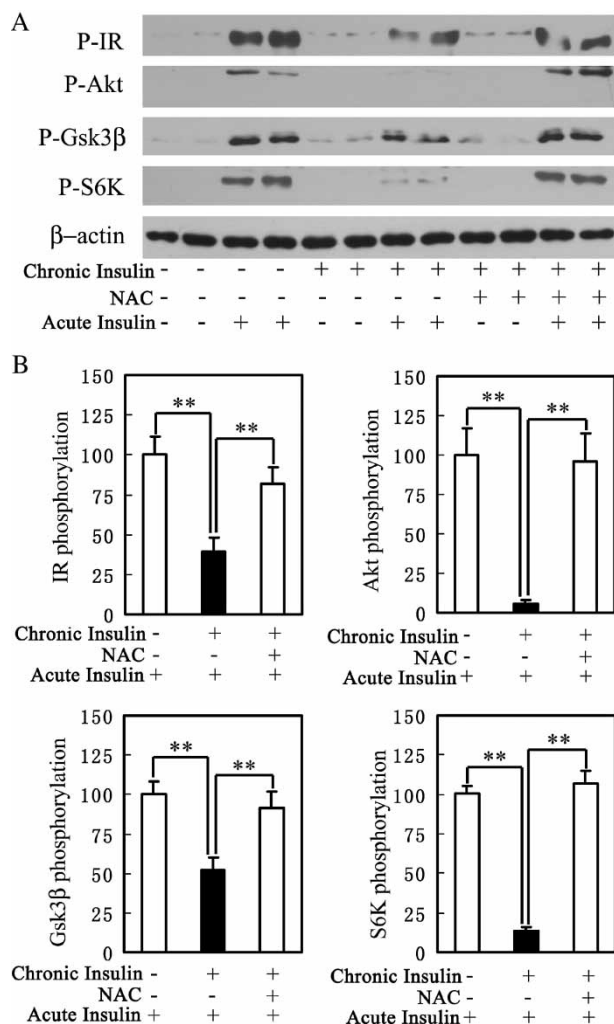 A
P-IR
P-Akt
P-Gsk3β
P-S6K
β-actin
Chronic Insulin - - - - + + + + + + + +
NAC - - - - - - - - + + + +
Acute Insulin - - + + - - + + - - + +
B
150
125
100
75
50
25
0
IR phosphorylation
** **
Chronic Insulin - + +
NAC - - +
Acute Insulin + + +
150
125
100
75
50
25
0
Akt phosphorylation
** **
Chronic Insulin - + +
NAC - - +
Acute Insulin + + +
150
125
100
75
50
25
0
Gsk3β phosphorylation
** **
Chronic Insulin - + +
NAC - - +
Acute Insulin + + +
150
125
100
75
50
25
0
S6K phosphorylation
** **
Chronic Insulin - + +
NAC - - +
Acute Insulin + + +